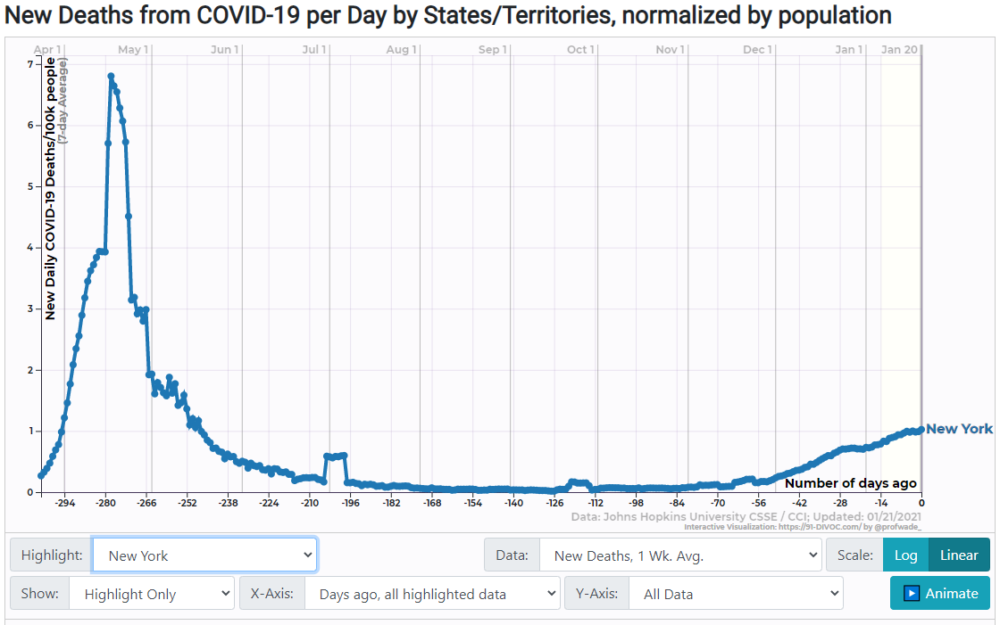 New Deaths from COVID-19 per Day by States/Territories, normalized by population
Apr 1 May 1 Jun 1 Jul 1 Aug 1 Sep 1 Oct 1 Nov 1 Dec 1 Jan 1 Jan 20
New Daily COVID-19 Deaths/100k people
(7-day Average)
7
6
5
4
3
2
1
0
New York
Number of days ago
-294 -280 -266 -252 -238 -224 -210 -196 -182 -168 -154 -140 -126 -112 -98 -84 -70 -56 -42 -28 -14 0
Data: Johns Hopkins University CSSE / CCI; Updated: 01/21/2021
Interactive Visualization: https://91-DIVOC.com/ by @profwade_
Highlight: New York Data: New Deaths, 1 Wk. Avg. Scale: Log Linear
Show: Highlight Only X-Axis: Days ago, all highlighted data Y-Axis: All Data Animate